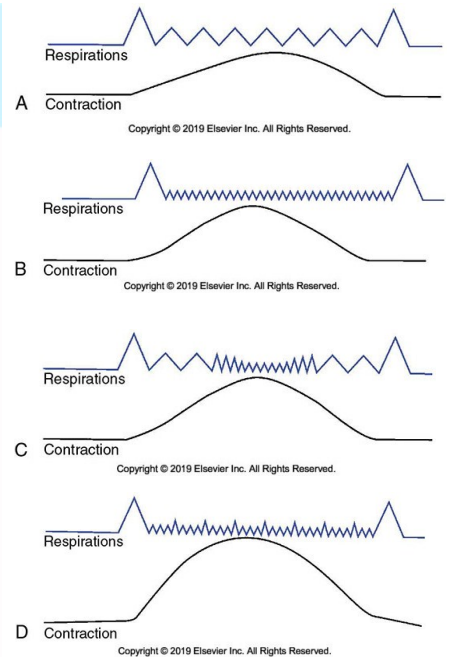 Respirations
A
Contraction
Copyright © 2019 Elsevier Inc. All Rights Reserved.
Respirations
B
Contraction
Copyright © 2019 Elsevier Inc. All Rights Reserved.
Respirations
C
Contraction
Copyright © 2019 Elsevier Inc. All Rights Reserved.
Respirations
D
Contraction
Copyright © 2019 Elsevier Inc. All Rights Reserved.